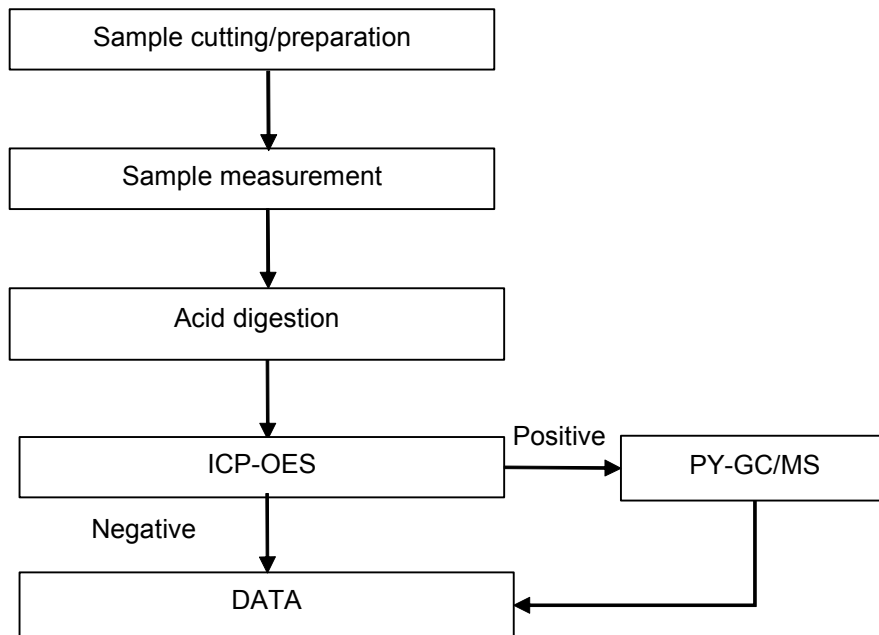 Sample cutting/preparation
Sample measurement
Acid digestion
ICP-OES
Positive
PY-GC/MS
Negative
DATA